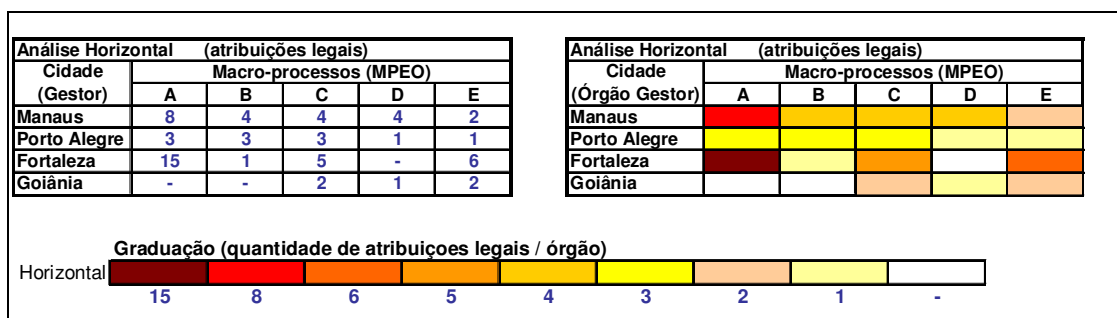 Análise Horizontal (atribuições legais)
Cidade Macro-processos (MPEO)
(Gestor) A B C D E
Manaus 8 4 4 4 2
Porto Alegre 3 3 3 1 1
Fortaleza 15 1 5 - 6
Goiânia - - 2 1 2
Análise Horizontal (atribuições legais)
Cidade Macro-processos (MPEO)
(Órgão Gestor) A B C D E
Manaus
Porto Alegre
Fortaleza
Goiânia
Graduação (quantidade de atribuiçoes legais / órgão)
Horizontal
15 8 6 5 4 3 2 1 -